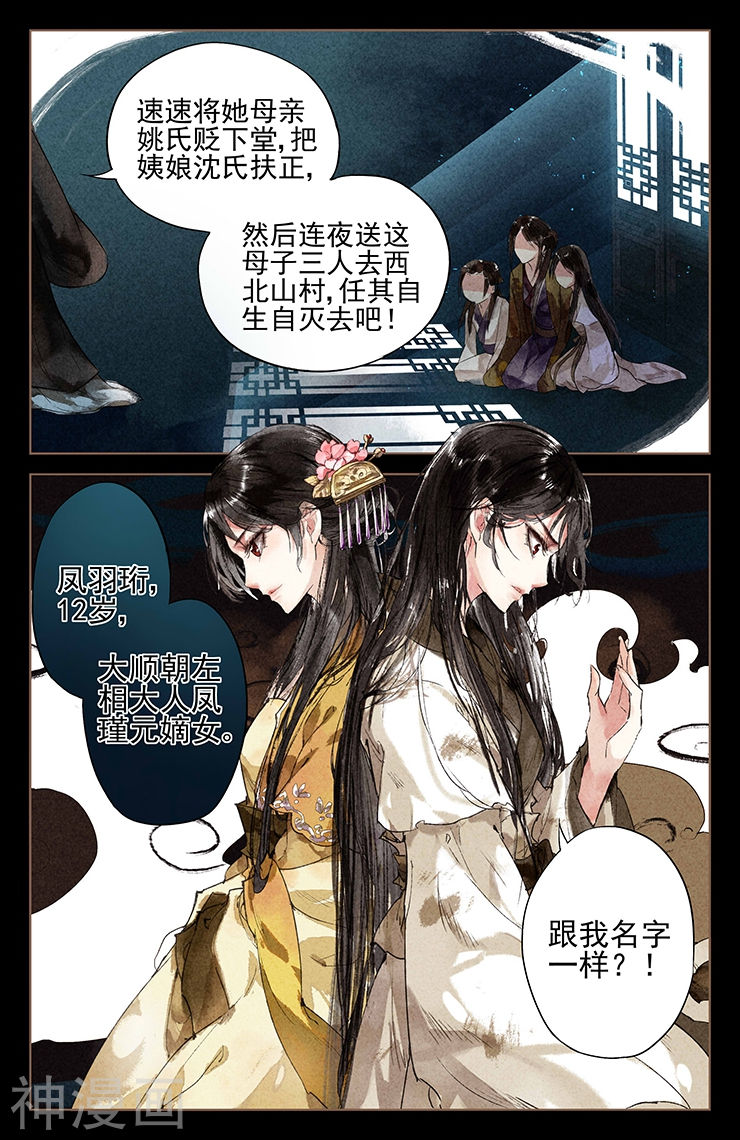 速速将她母亲
姚氏贬下堂,把
姨娘沈氏扶正,
然后连夜送这
母子三人去西
北山村,任其自
生自灭去吧!
凤羽珩,
12岁,
大顺朝左
相大人凤
瑾元嫡女。
跟我名字
一样?!
神漫画